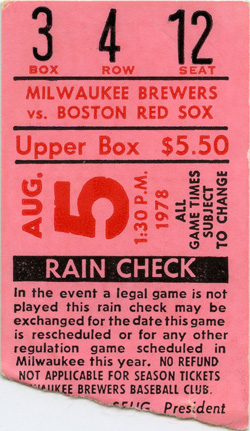 3 4 12
BOX ROW SEAT
MILWAUKEE BREWERS
vs. BOSTON RED SOX
Upper Box $5.50
AUG.
5
1:30 P.M.
1978
ALL
GAME TIMES
SUBJECT
TO CHANGE
RAIN CHECK
In the event a legal game is not
played this rain check may be
exchanged for the date this game
is rescheduled or for any other
regulation game scheduled in
Milwaukee this year. NO REFUND
NOT APPLICABLE FOR SEASON TICKETS
BREWERS BASEBALL CLUB.
President